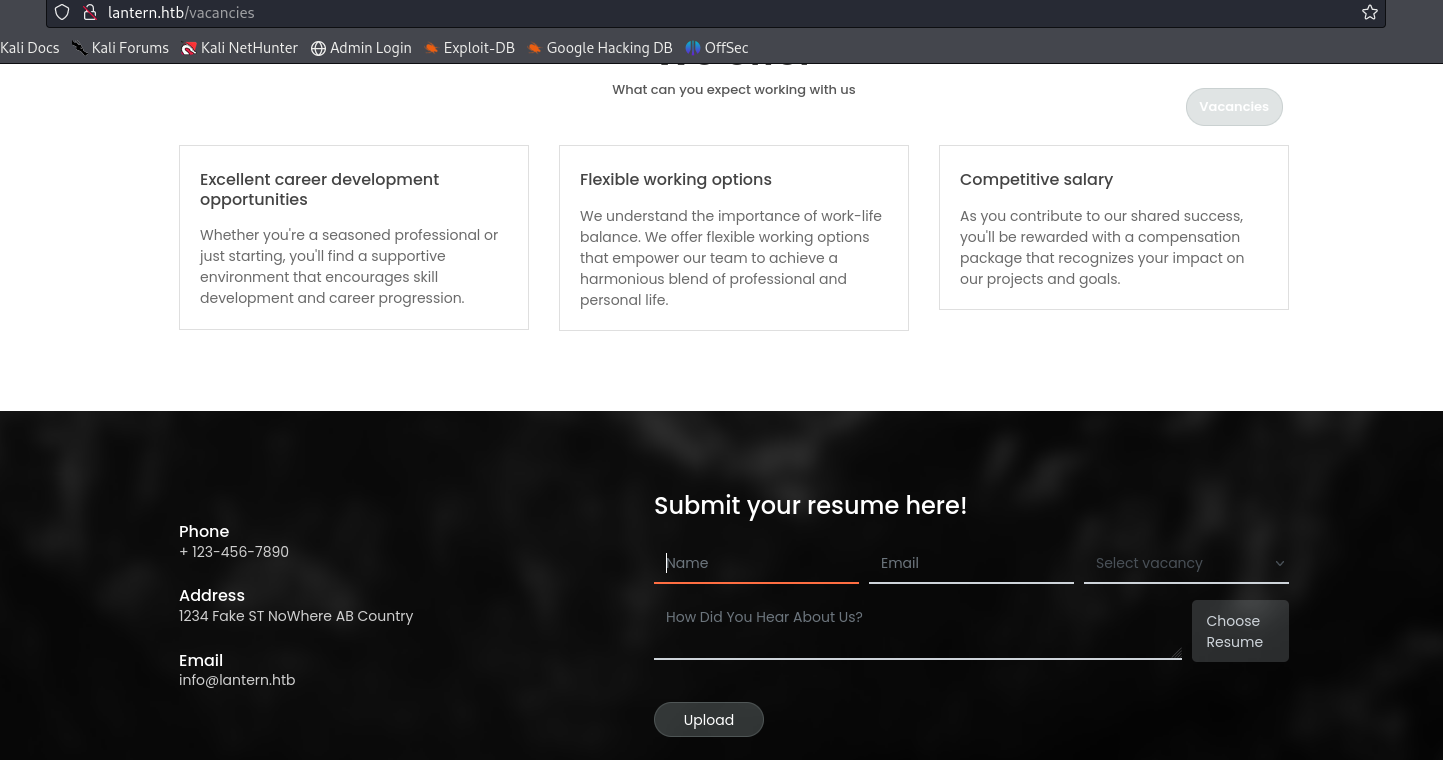 lantern.htb/vacancies
Kali Docs Kali Forums Kali NetHunter Admin Login Exploit-DB Google Hacking DB OffSec
What can you expect working with us
Vacancies
Excellent career development
opportunities
Whether you're a seasoned professional or
just starting, you'll find a supportive
environment that encourages skill
development and career progression.
Flexible working options
We understand the importance of work-life
balance. We offer flexible working options
that empower our team to achieve a
harmonious blend of professional and
personal life.
Competitive salary
As you contribute to our shared success,
you'll be rewarded with a compensation
package that recognizes your impact on
our projects and goals.
Phone
+ 123-456-7890
Address
1234 Fake ST NoWhere AB Country
Email
info@lantern.htb
Submit your resume here!
Name Email Select vacancy
How Did You Hear About Us?
Choose
Resume
Upload